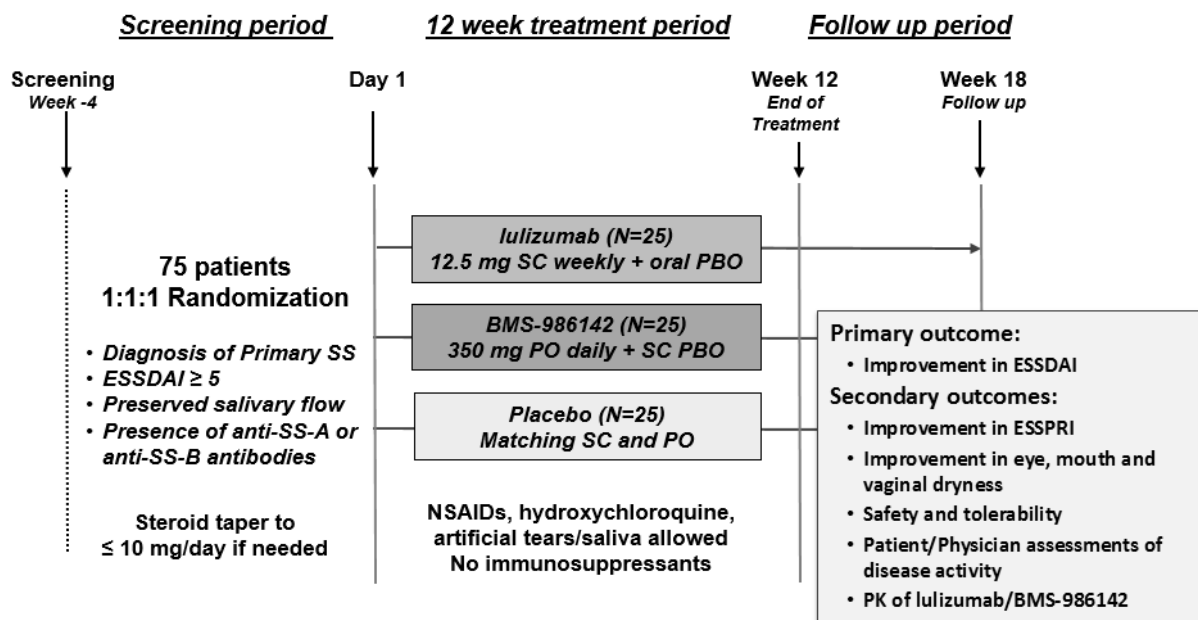 Screening period
12 week treatment period
Follow up period
Screening
Week -4
Day 1
Week 12
End of
Treatment
Week 18
Follow up
75 patients
1:1:1 Randomization
• Diagnosis of Primary SS
• ESSDAI ≥ 5
• Preserved salivary flow
• Presence of anti-SS-A or
anti-SS-B antibodies
Steroid taper to
≤ 10 mg/day if needed
lulizumab (N=25)
12.5 mg SC weekly + oral PBO
BMS-986142 (N=25)
350 mg PO daily + SC PBO
Placebo (N=25)
Matching SC and PO
NSAIDs, hydroxychloroquine,
artificial tears/saliva allowed
No immunosuppressants
Primary outcome:
• Improvement in ESSDAI
Secondary outcomes:
• Improvement in ESSPRI
• Improvement in eye, mouth and
vaginal dryness
• Safety and tolerability
• Patient/Physician assessments of
disease activity
• PK of lulizumab/BMS-986142